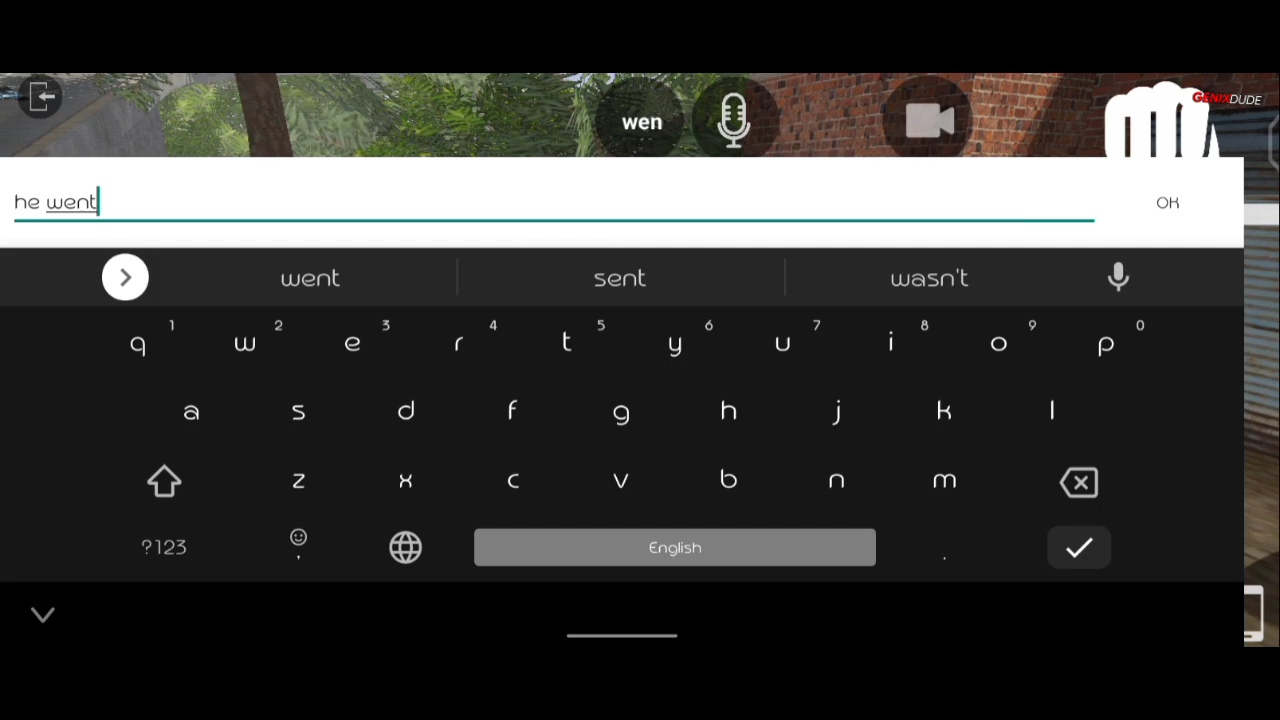 wen
GENIXDUDE
he went
OK
went sent wasn't
1 2 3 4 5 6 7 8 9 0
q w e r t y u i o p
a s d f g h j k l
z x c v b n m
?123 , English .